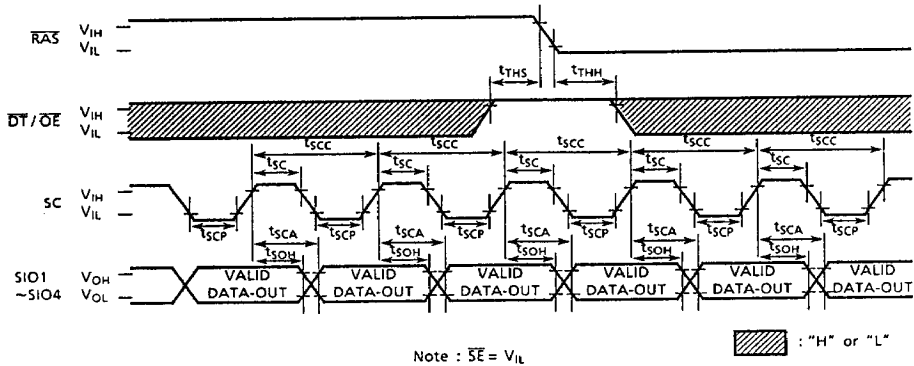 RAS VIH
VIL
tTHS tTHH
DT/OE VIH
VIL
tSCC tSCC tSCC tSCC tSCC
tSC tSC tSC tSC tSC
SC VIH
VIL
tSCP tSCP tSCP tSCP tSCP tSCP
tSCA tSCA tSCA tSCA tSCA
tSOH tSOH tSOH tSOH tSOH
SIO1 VOH VALID VALID VALID VALID VALID VALID
~SIO4 VOL DATA-OUT DATA-OUT DATA-OUT DATA-OUT DATA-OUT DATA-OUT
: "H" or "L"
Note : SE = VIL